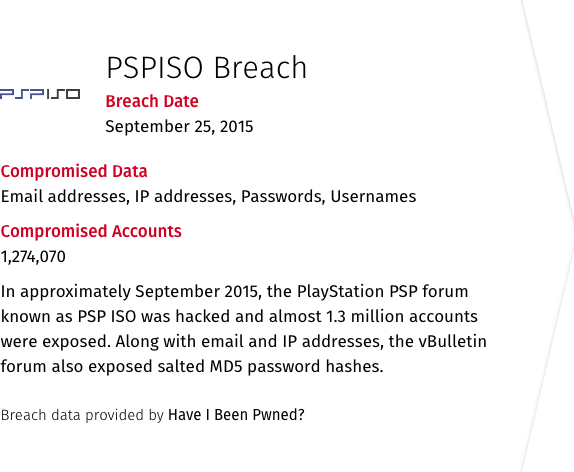 PSPISO
PSPISO Breach
Breach Date
September 25, 2015
Compromised Data
Email addresses, IP addresses, Passwords, Usernames
Compromised Accounts
1,274,070
In approximately September 2015, the PlayStation PSP forum
known as PSP ISO was hacked and almost 1.3 million accounts
were exposed. Along with email and IP addresses, the vBulletin
forum also exposed salted MD5 password hashes.
Breach data provided by Have I Been Pwned?